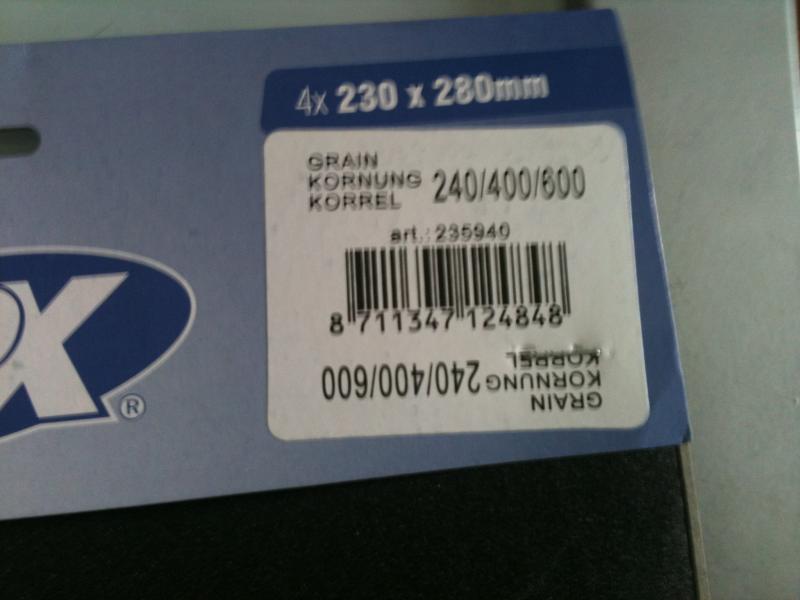 4x 230 x 280mm
GRAIN
KORNUNG 240/400/600
KORREL
art.: 235940
8 711347 124848
X
®
GRAIN
KORNUNG 240/400/600
KORREL